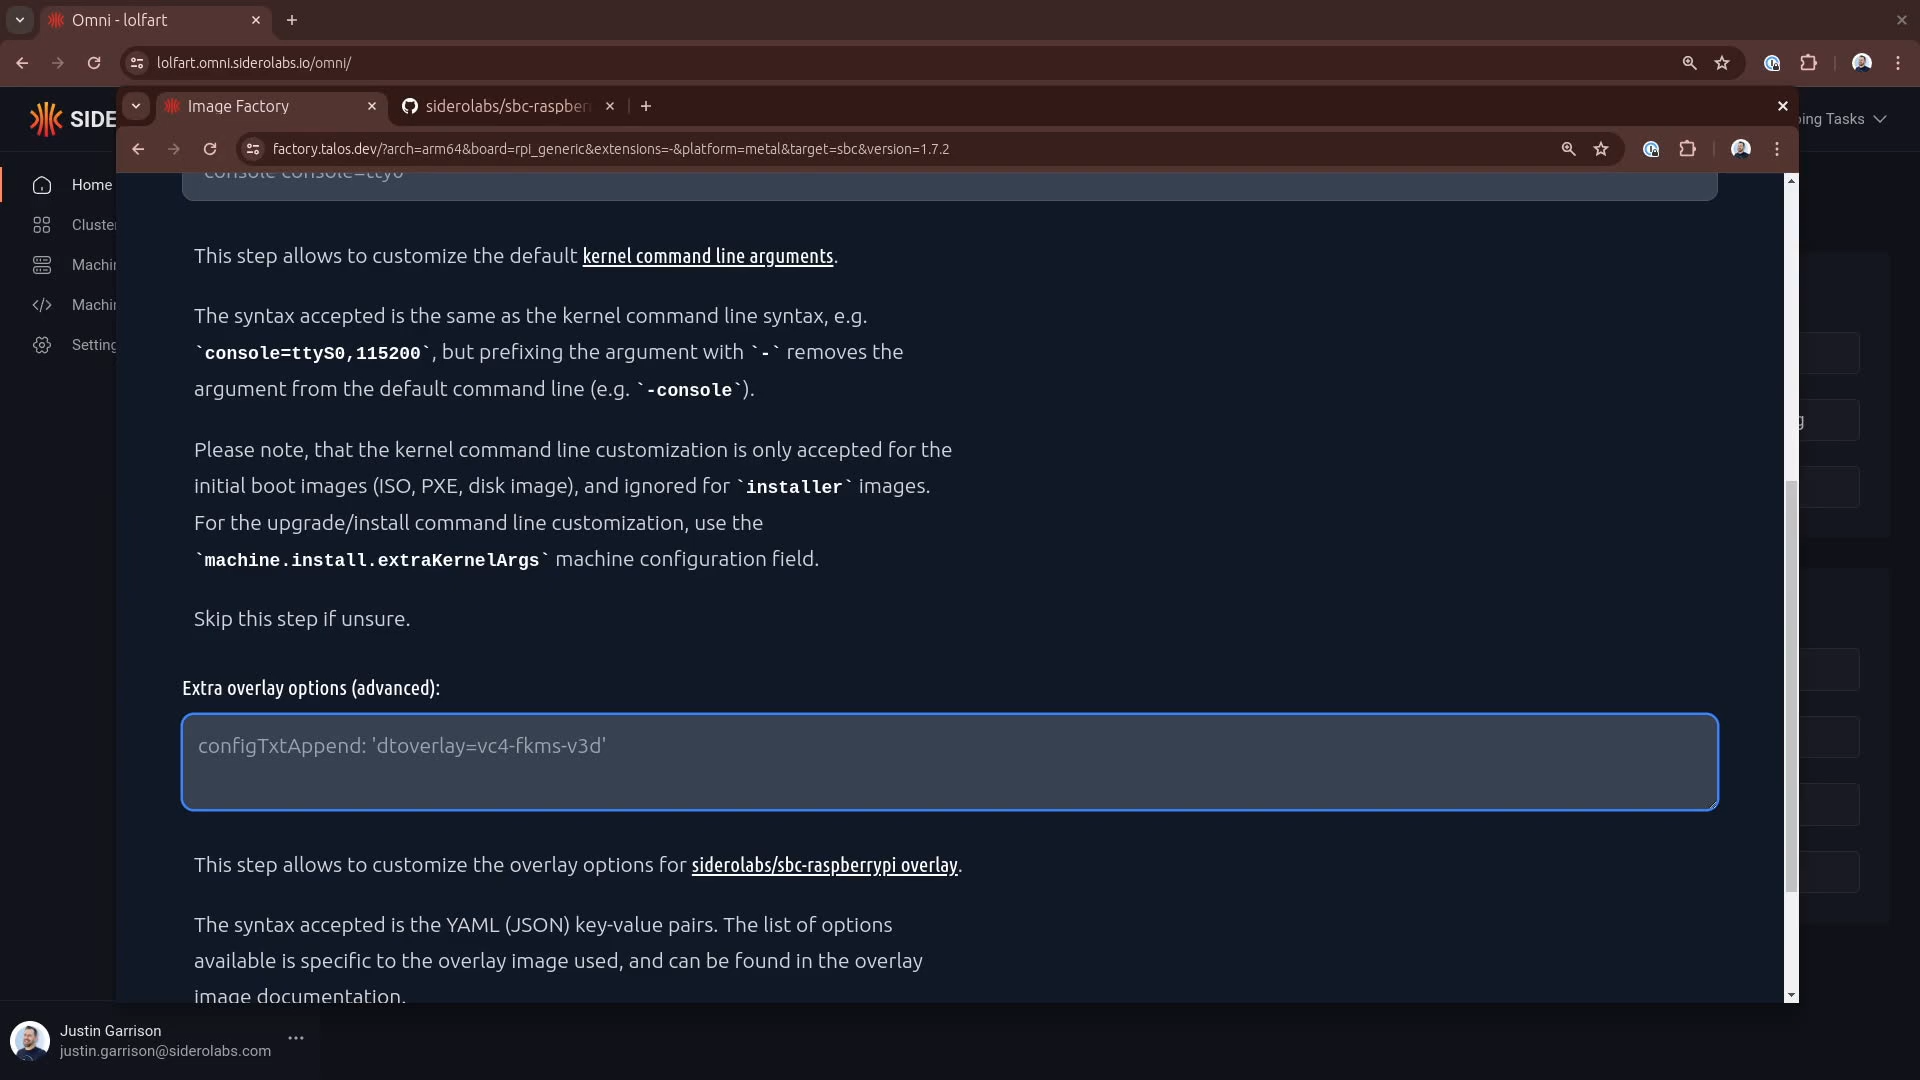 Omni - lolfart
lolfart.omni.siderolabs.io/omni/
SIDE
Home
Cluste
Machi
Machi
Setting
ping Tasks
Image Factory
siderolabs/sbc-raspber
factory.talos.dev/?arch=arm64&board=rpi_generic&extensions=-&platform=metal&target=sbc&version=1.7.2
console console=tty0
This step allows to customize the default kernel command line arguments.
The syntax accepted is the same as the kernel command line syntax, e.g.
`console=ttyS0,115200`, but prefixing the argument with `-` removes the
argument from the default command line (e.g. `-console`).
Please note, that the kernel command line customization is only accepted for the
initial boot images (ISO, PXE, disk image), and ignored for `installer` images.
For the upgrade/install command line customization, use the
`machine.install.extraKernelArgs` machine configuration field.
Skip this step if unsure.
Extra overlay options (advanced):
configTxtAppend: 'dtoverlay=vc4-fkms-v3d'
This step allows to customize the overlay options for siderolabs/sbc-raspberrypi overlay.
The syntax accepted is the YAML (JSON) key-value pairs. The list of options
available is specific to the overlay image used, and can be found in the overlay
image documentation.
Justin Garrison
justin.garrison@siderolabs.com